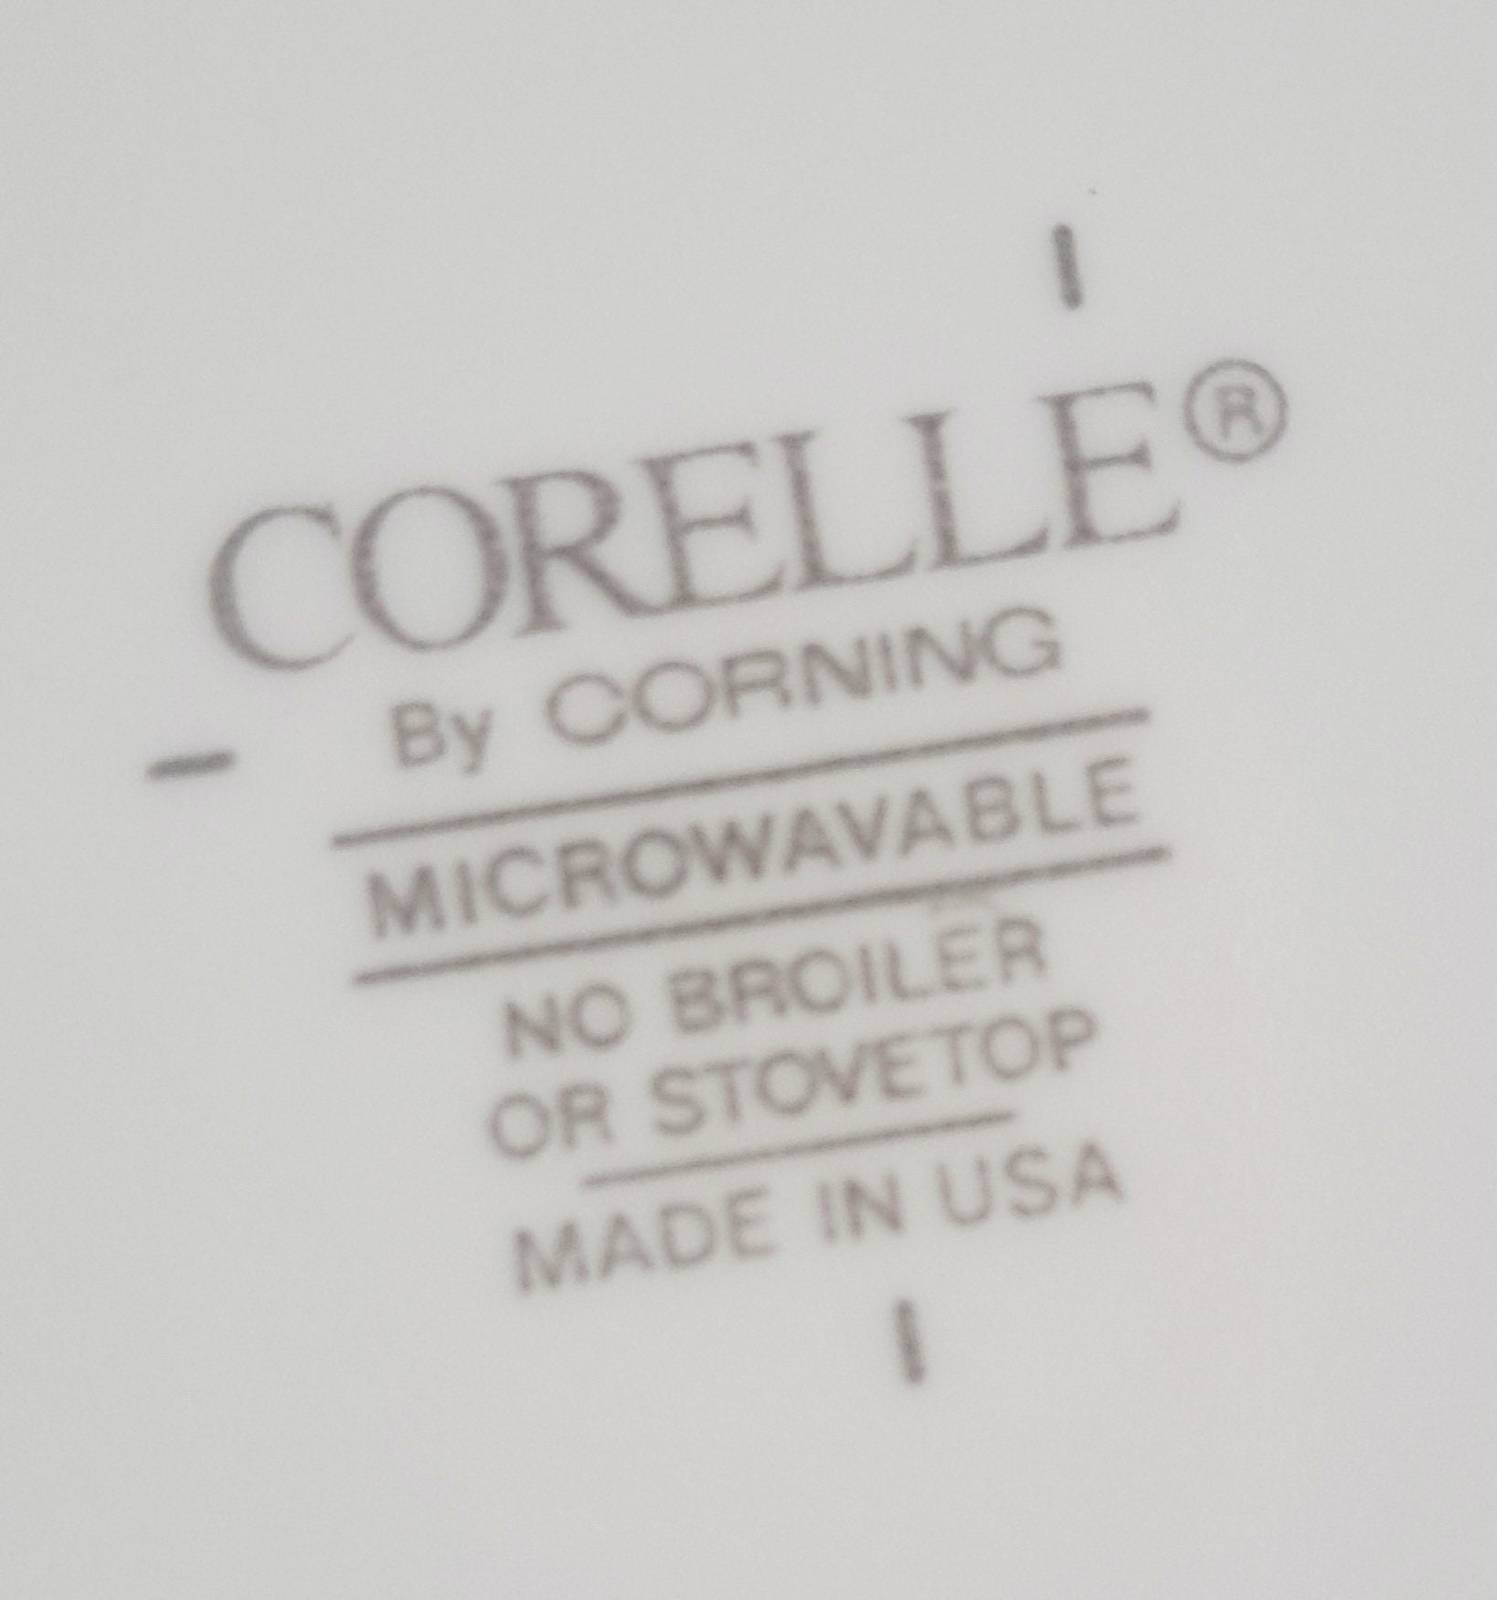 CORELLE®
By CORNING
MICROWAVABLE
NO BROILER
OR STOVETOP
MADE IN USA